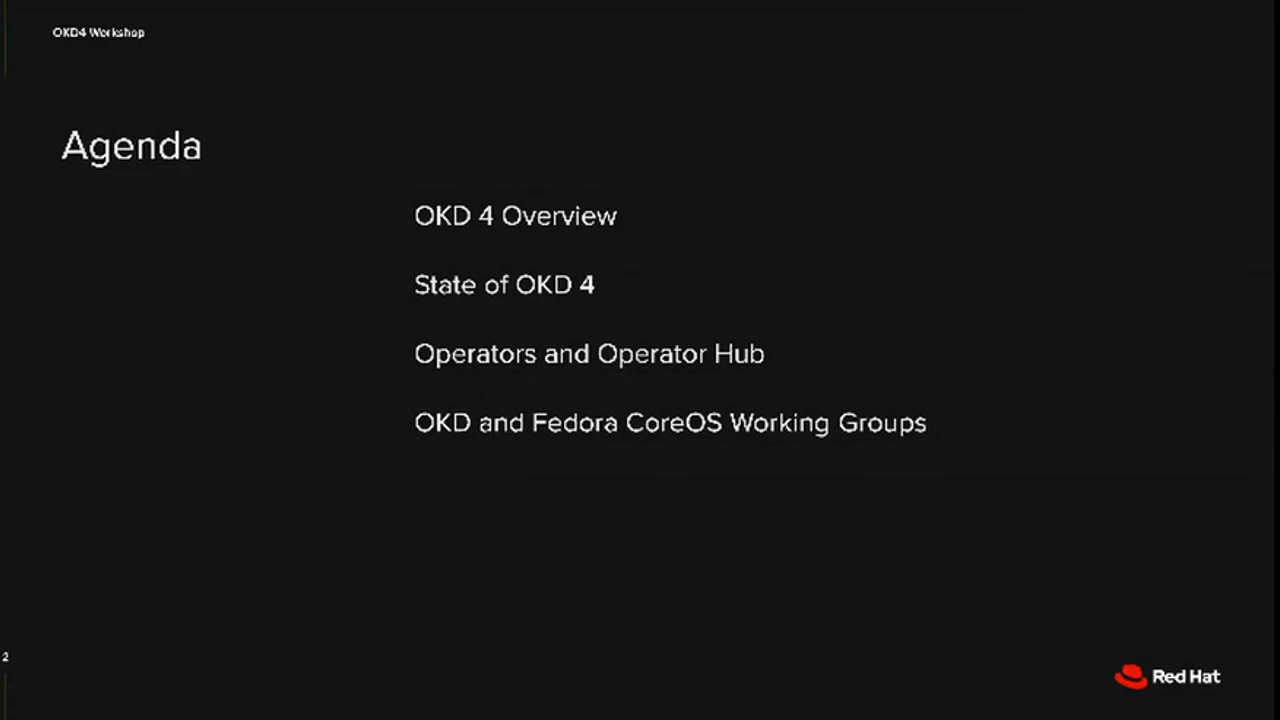 OKD4 Workshop
Agenda
OKD 4 Overview
State of OKD 4
Operators and Operator Hub
OKD and Fedora CoreOS Working Groups
2
Red Hat